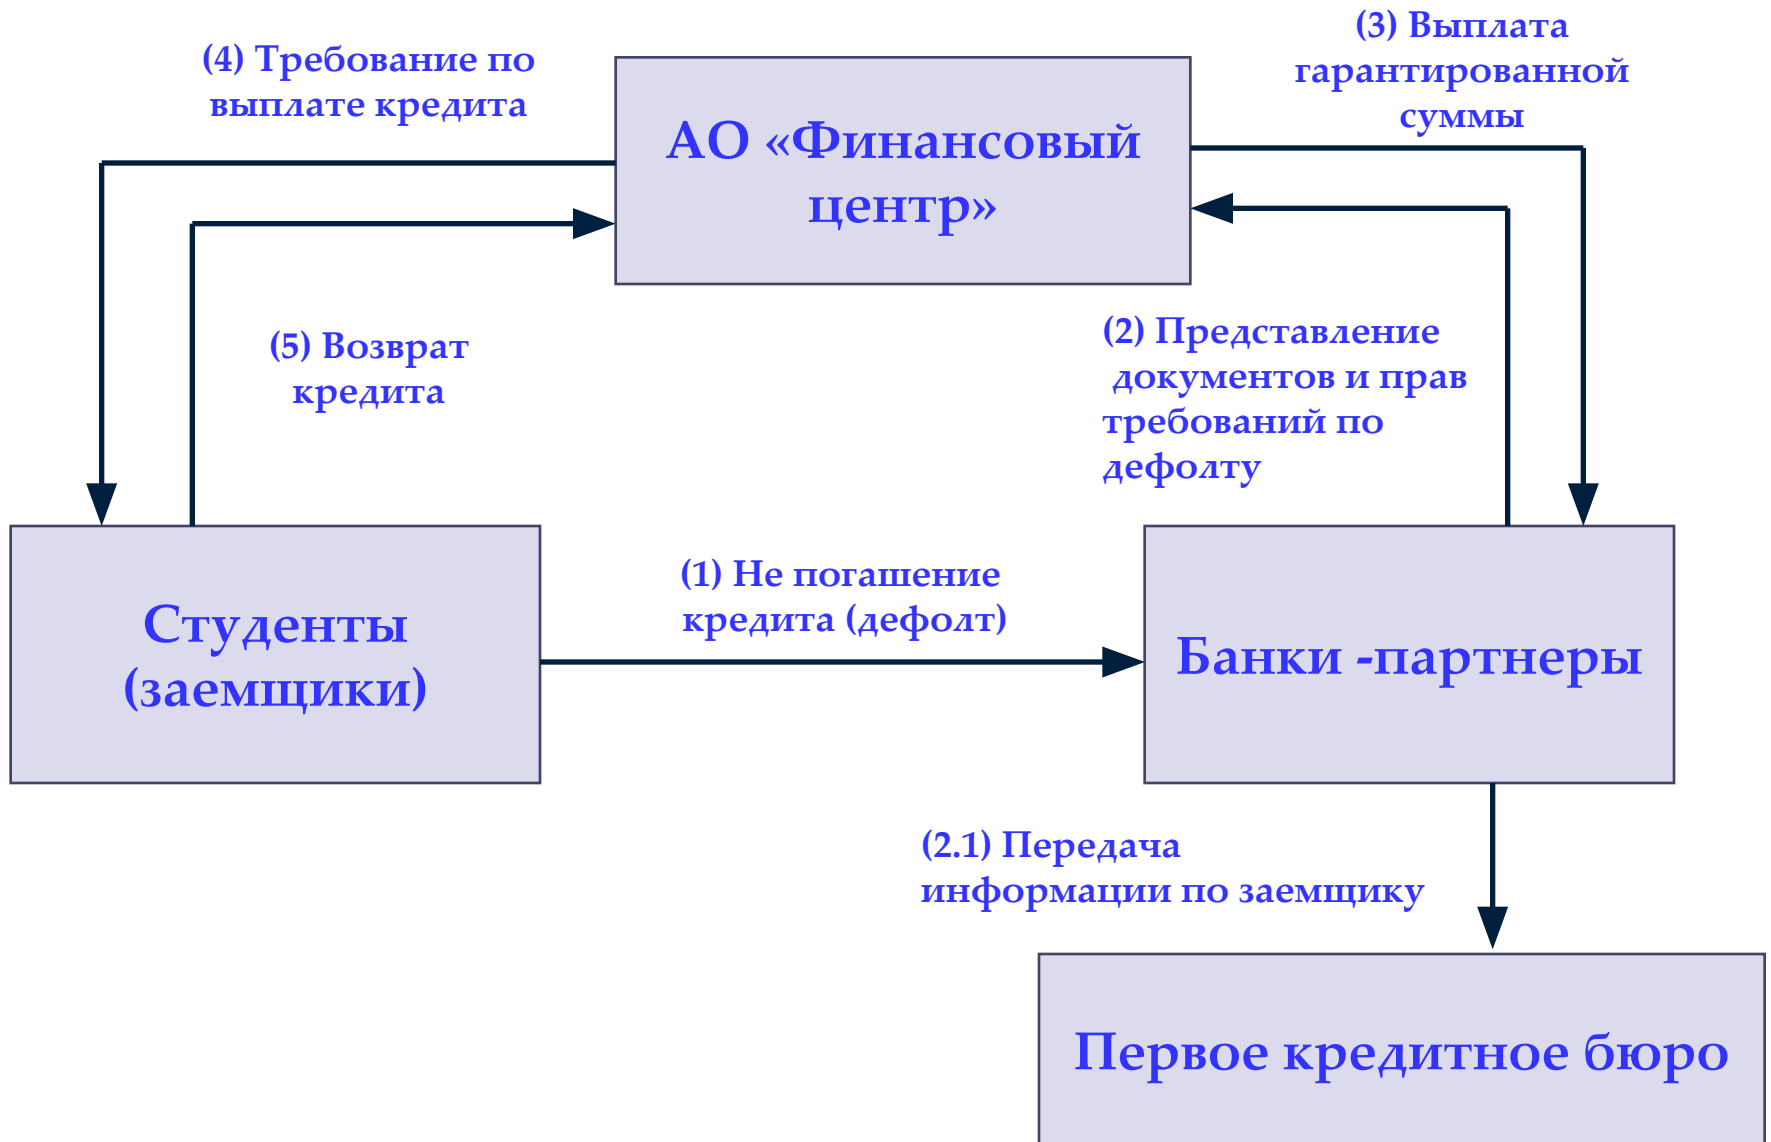 (4) Требование по
выплате кредита
АО «Финансовый
центр»
(3) Выплата
гарантированной
суммы
(5) Возврат
кредита
(2) Представление
документов и прав
требований по
дефолту
Студенты
(заемщики)
(1) Не погашение
кредита (дефолт)
Банки -партнеры
(2.1) Передача
информации по заемщику
Первое кредитное бюро